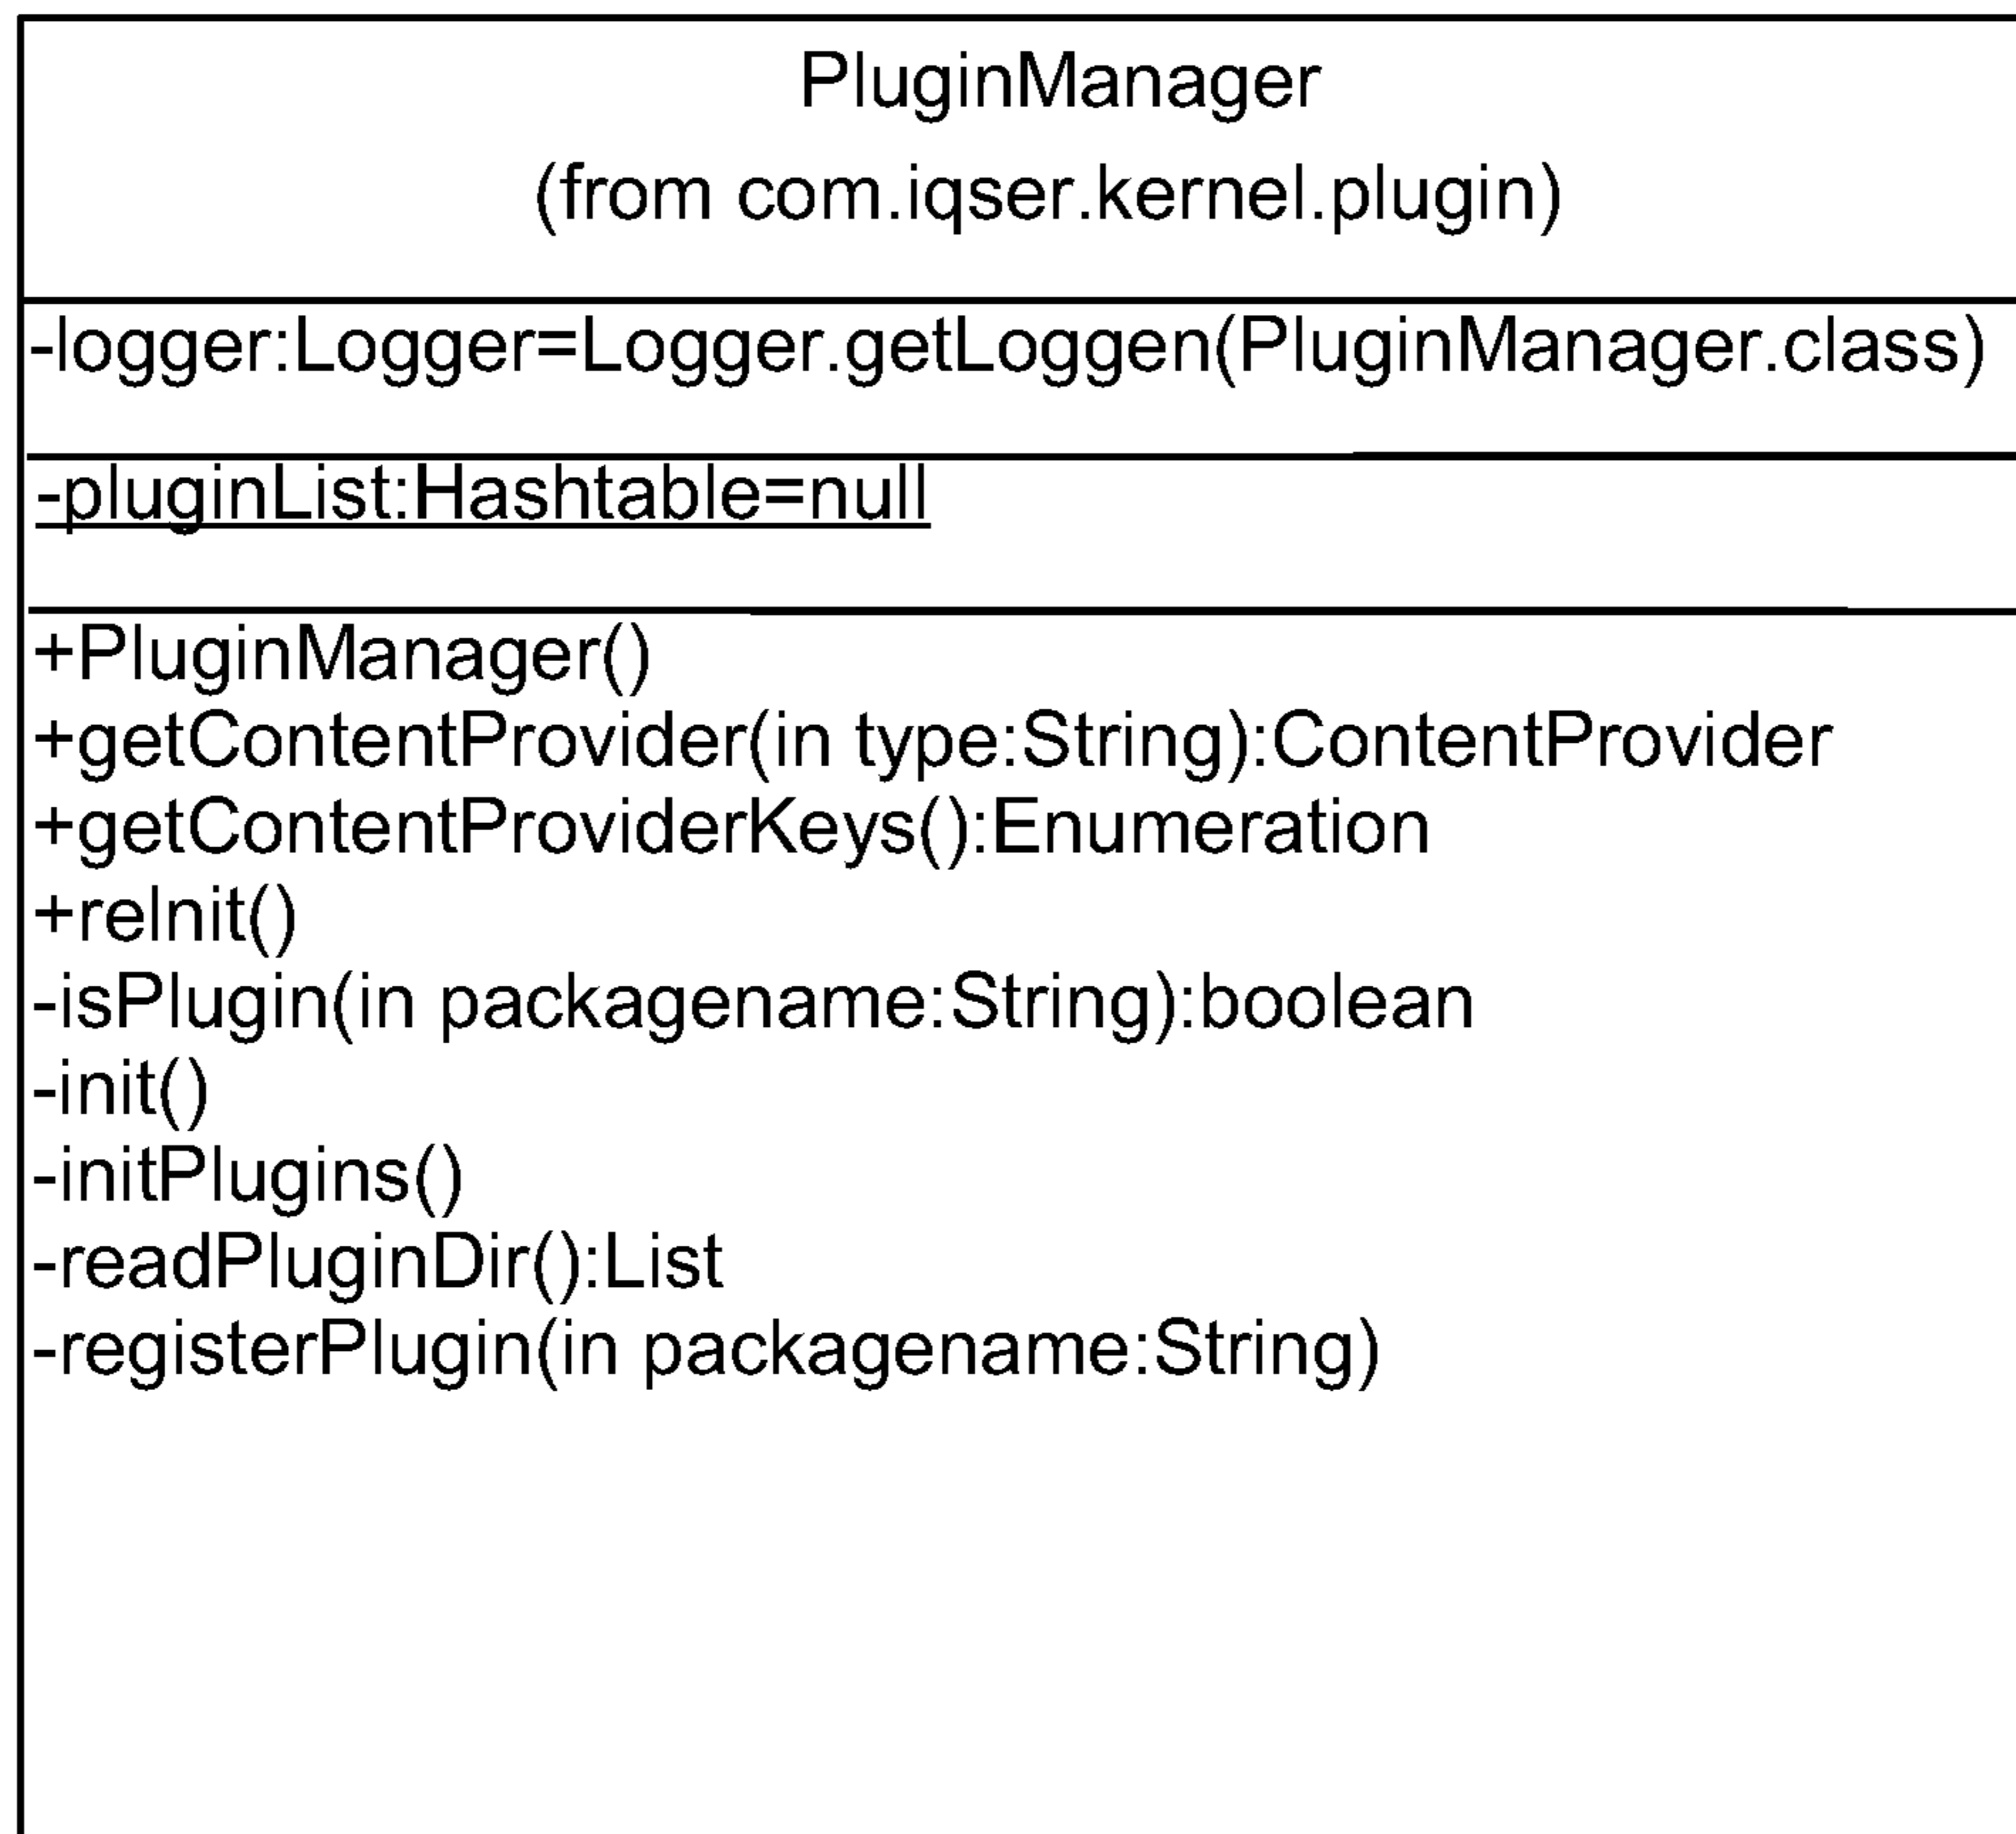 PluginManager
(from com.iqser.kernel.plugin)
-logger:Logger=Logger.getLoggen(PluginManager.class)
-pluginList:Hashtable=null
+PluginManager()
+getContentProvider(in type:String):ContentProvider
+getContentProviderKeys():Enumeration
+reInit()
-isPlugin(in packagename:String):boolean
-init()
-initPlugins()
-readPluginDir():List
-registerPlugin(in packagename:String)